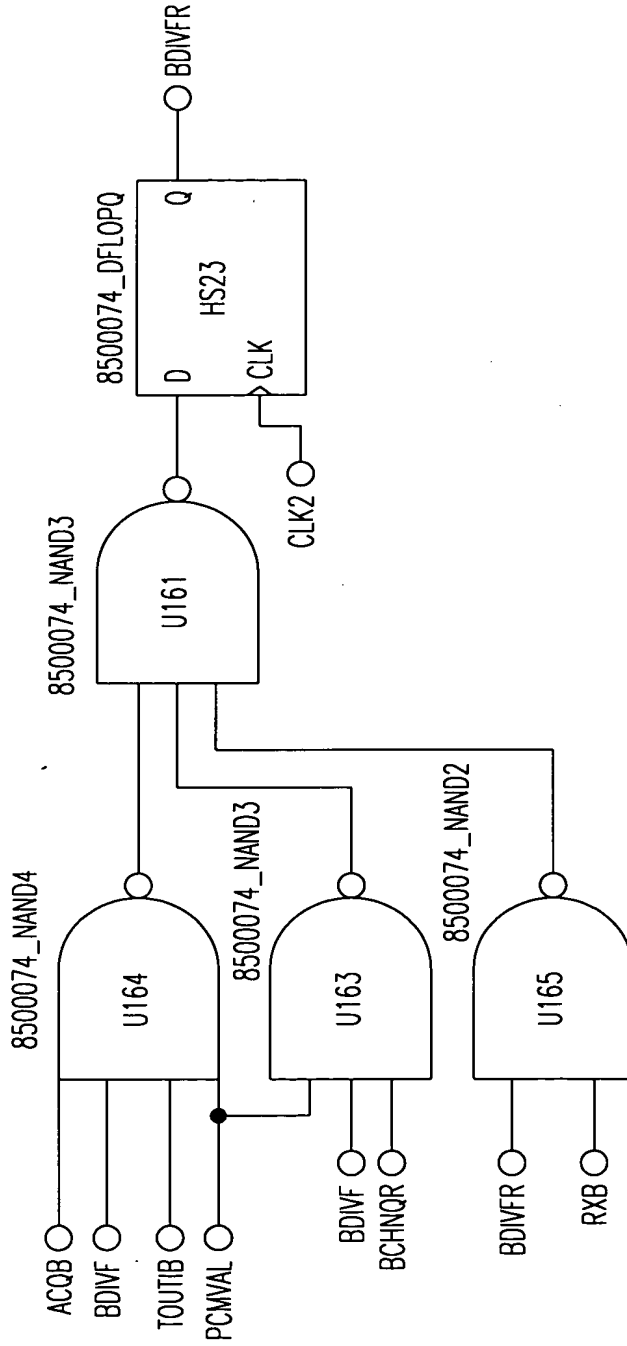 8500074_NAND4
ACQB
BDIVF
TOUTIB
PCMVAL
U164
8500074_NAND3
BDIVF
BCHNQR
U163
8500074_NAND2
BDIVFR
RXB
U165
8500074_NAND3
U161
8500074_DFLOPQ
D
Q
CLK
HS23
CLK2
BDIVFR